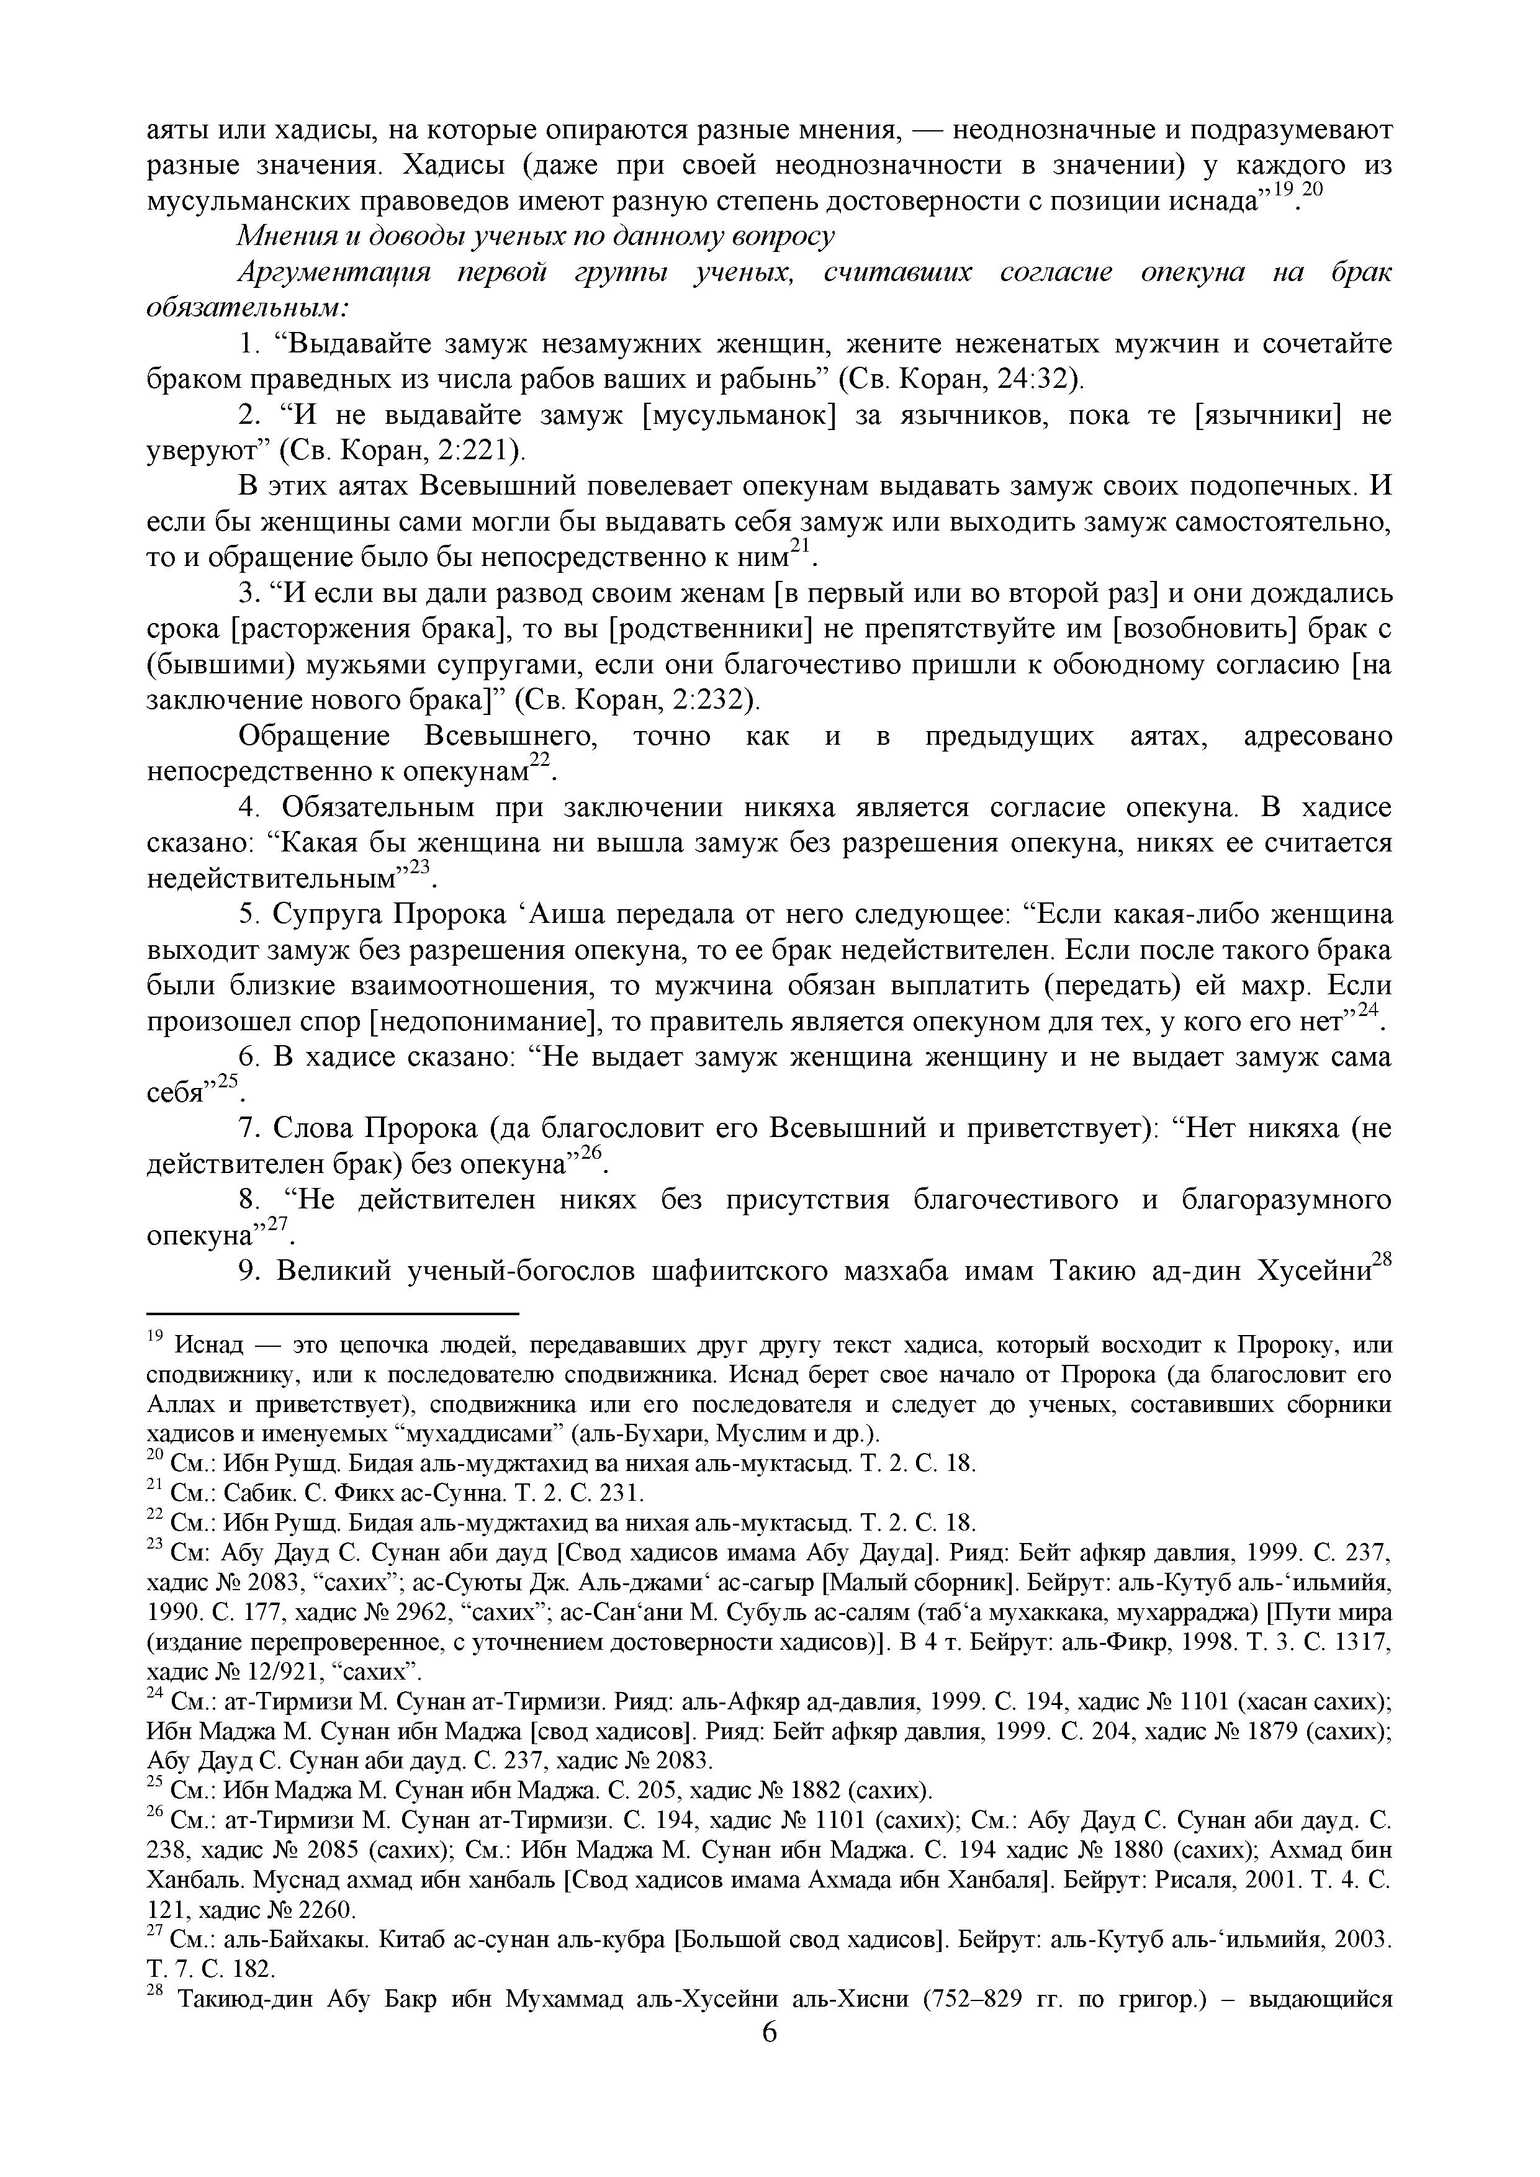 аяты или хадисы, на которые опираются разные мнения, — неоднозначные и подразумевают
разные значения. Хадисы (даже при своей неоднозначности в значении) у каждого из
мусульманских правоведов имеют разную степень достоверности с позиции иснада”19.20
Мнения и доводы ученых по данному вопросу
Аргументация первой группы ученых, считавших согласие опекуна на брак
обязательным:
1. “Выдавайте замуж незамужних женщин, жените неженатых мужчин и сочетайте
браком праведных из числа рабов ваших и рабынь” (Св. Коран, 24:32).
2. “И не выдавайте замуж [мусульманок] за язычников, пока те [язычники] не
уверуют” (Св. Коран, 2:221).
В этих аятах Всевышний повелевает опекунам выдавать замуж своих подопечных. И
если бы женщины сами могли бы выдавать себя замуж или выходить замуж самостоятельно,
то и обращение было бы непосредственно к ним21.
3. “И если вы дали развод своим женам [в первый или во второй раз] и они дождались
срока [расторжения брака], то вы [родственники] не препятствуйте им [возобновить] брак с
(бывшими) мужьями супругами, если они благочестиво пришли к обоюдному согласию [на
заключение нового брака]” (Св. Коран, 2:232).
Обращение Всевышнего, точно как и в предыдущих аятах, адресовано
непосредственно к опекунам22.
4. Обязательным при заключении никяха является согласие опекуна. В хадисе
сказано: “Какая бы женщина ни вышла замуж без разрешения опекуна, никях ее считается
недействительным”23.
5. Супруга Пророка ‘Аиша передала от него следующее: “Если какая-либо женщина
выходит замуж без разрешения опекуна, то ее брак недействителен. Если после такого брака
были близкие взаимоотношения, то мужчина обязан выплатить (передать) ей махр. Если
произошел спор [недопонимание], то правитель является опекуном для тех, у кого его нет”24.
6. В хадисе сказано: “Не выдает замуж женщина женщину и не выдает замуж сама
себя”25.
7. Слова Пророка (да благословит его Всевышний и приветствует): “Нет никяха (не
действителен брак) без опекуна”26.
8. “Не действителен никях без присутствия благочестивого и благоразумного
опекуна”27.
9. Великий ученый-богослов шафиитского мазхаба имам Такию ад-дин Хусейни28
19 Иснад — это цепочка людей, передававших друг другу текст хадиса, который восходит к Пророку, или
сподвижнику, или к последователю сподвижника. Иснад берет свое начало от Пророка (да благословит его
Аллах и приветствует), сподвижника или его последователя и следует до ученых, составивших сборники
хадисов и именуемых “мухаддисами” (аль-Бухари, Муслим и др.).
20 См.: Ибн Рушд. Бидая аль-муджтахид ва нихая аль-муктасыд. Т. 2. С. 18.
21 См.: Сабик. С. Фикх ас-Сунна. Т. 2. С. 231.
22 См.: Ибн Рушд. Бидая аль-муджтахид ва нихая аль-муктасыд. Т. 2. С. 18.
23 См: Абу Дауд С. Сунан аби дауд [Свод хадисов имама Абу Дауда]. Рияд: Бейт афкяр давлия, 1999. С. 237,
хадис № 2083, “сахих”; ас-Суюты Дж. Аль-джами‘ ас-сагыр [Малый сборник]. Бейрут: аль-Кутуб аль-‘ильмийя,
1990. С. 177, хадис № 2962, “сахих”; ас-Сан‘ани М. Субуль ас-салям (таб‘а мухаккака, мухарраджа) [Пути мира
(издание перепроверенное, с уточнением достоверности хадисов)]. В 4 т. Бейрут: аль-Фикр, 1998. Т. 3. С. 1317,
хадис № 12/921, “сахих”.
24 См.: ат-Тирмизи М. Сунан ат-Тирмизи. Рияд: аль-Афкяр ад-давлия, 1999. С. 194, хадис № 1101 (хасан сахих);
Ибн Маджа М. Сунан ибн Маджа [свод хадисов]. Рияд: Бейт афкяр давлия, 1999. С. 204, хадис № 1879 (сахих);
Абу Дауд С. Сунан аби дауд. С. 237, хадис № 2083.
25 См.: Ибн Маджа М. Сунан ибн Маджа. С. 205, хадис № 1882 (сахих).
26 См.: ат-Тирмизи М. Сунан ат-Тирмизи. С. 194, хадис № 1101 (сахих); См.: Абу Дауд С. Сунан аби дауд. С.
238, хадис № 2085 (сахих); См.: Ибн Маджа М. Сунан ибн Маджа. С. 194 хадис № 1880 (сахих); Ахмад бин
Ханбаль. Муснад ахмад ибн ханбаль [Свод хадисов имама Ахмада ибн Ханбаля]. Бейрут: Рисаля, 2001. Т. 4. С.
121, хадис № 2260.
27 См.: аль-Байхакы. Китаб ас-сунан аль-кубра [Большой свод хадисов]. Бейрут: аль-Кутуб аль-‘ильмийя, 2003.
Т. 7. С. 182.
28 Такиюд-дин Абу Бакр ибн Мухаммад аль-Хусейни аль-Хисни (752–829 гг. по григор.) – выдающийся
6